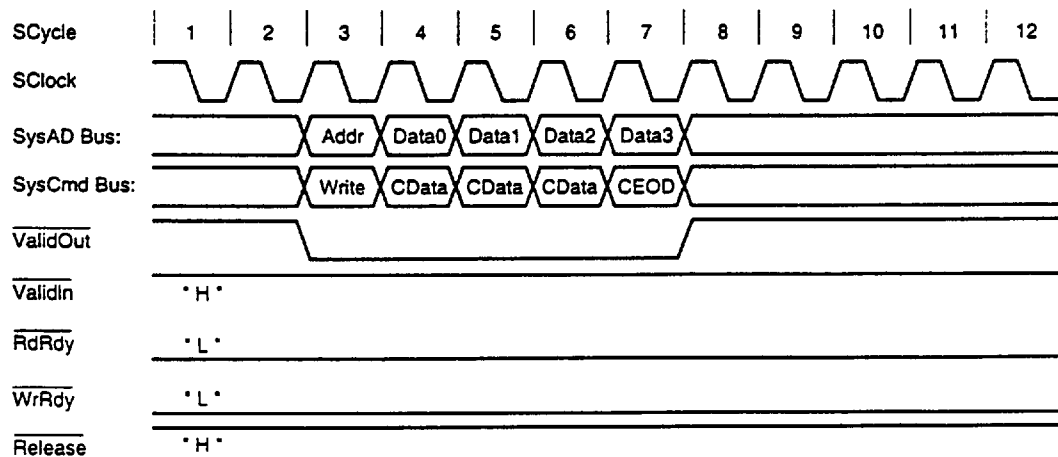 SCycle 1 2 3 4 5 6 7 8 9 10 11 12
SClock
SysAD Bus: Addr Data0 Data1 Data2 Data3
SysCmd Bus: Write CData CData CData CEOD
ValidOut
ValidIn "H"
RdRdy "L"
WrRdy "L"
Release "H"